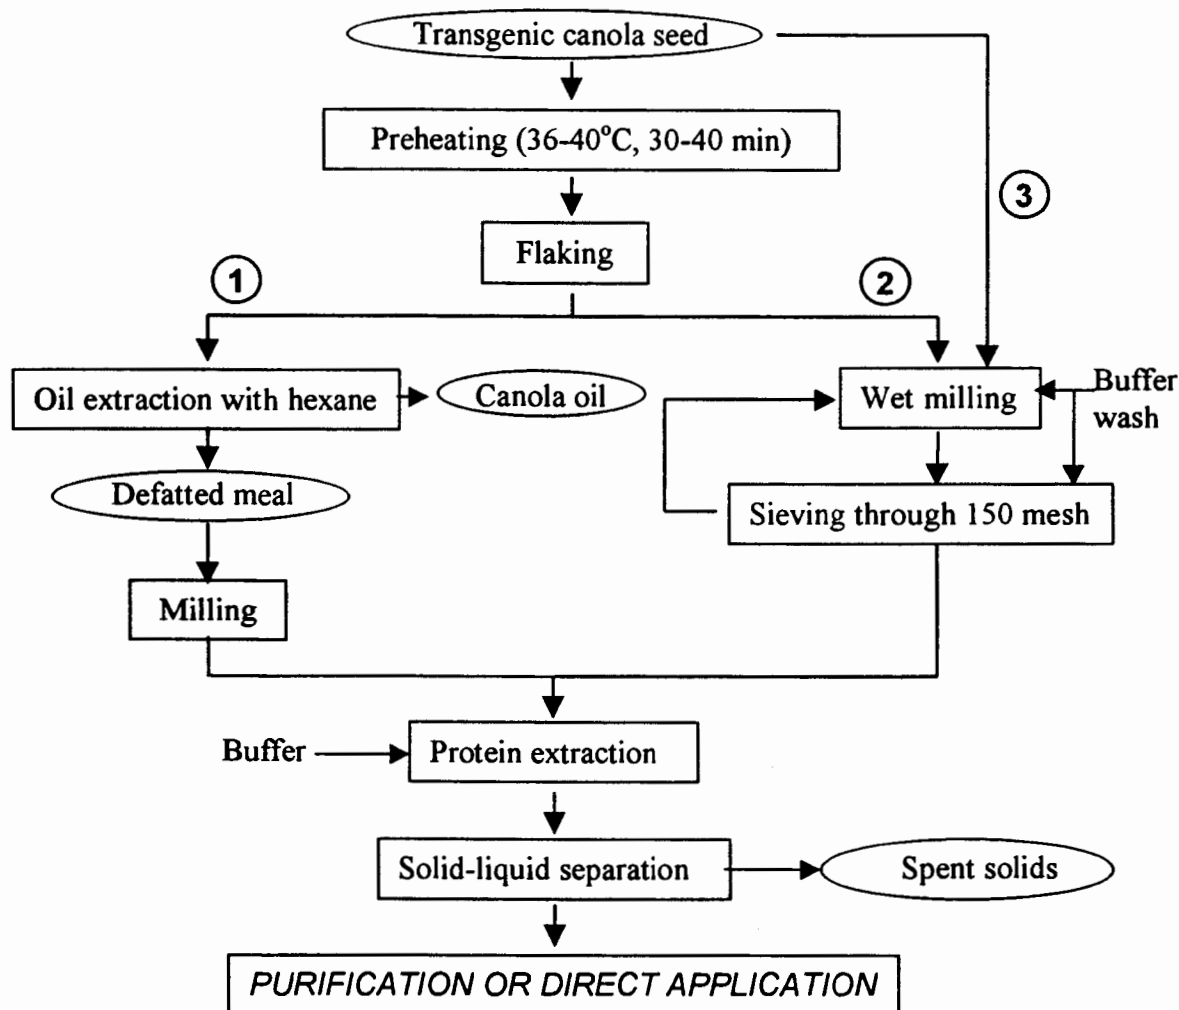 Transgenic canola seed
Preheating (36-40°C, 30-40 min)
3
Flaking
1
2
Oil extraction with hexane
Canola oil
Wet milling
Buffer
wash
Defatted meal
Sieving through 150 mesh
Milling
Buffer
Protein extraction
Solid-liquid separation
Spent solids
PURIFICATION OR DIRECT APPLICATION